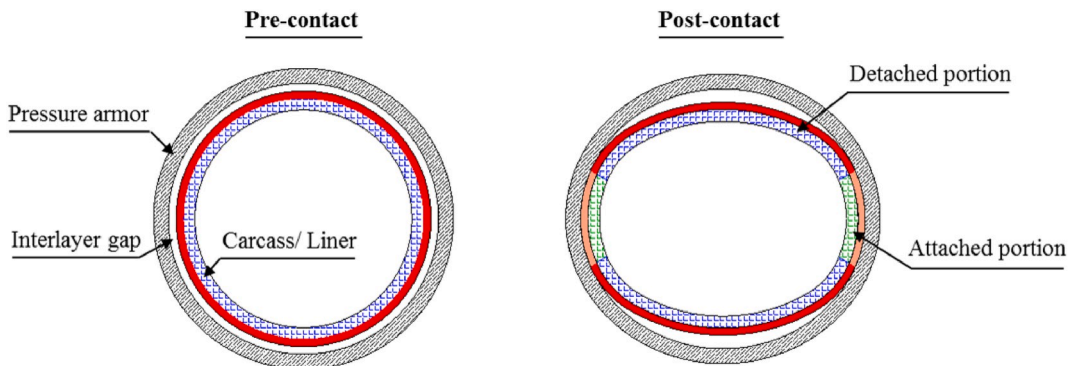 Pre-contact
Post-contact
Detached portion
Pressure armor
Interlayer gap
Carcass/ Liner
Attached portion